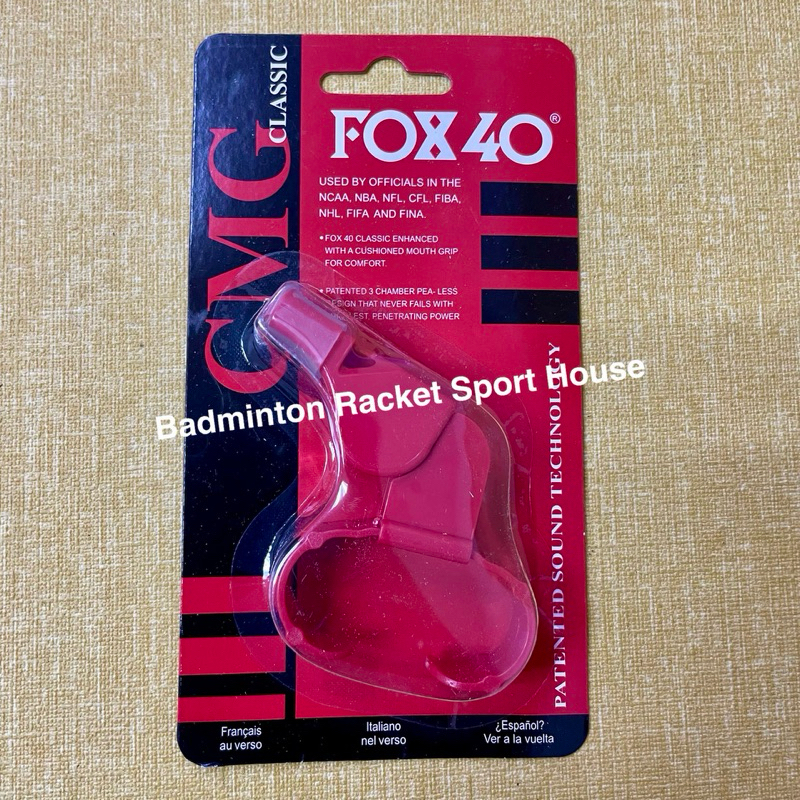 CMG
CLASSIC
FOX 40®
USED BY OFFICIALS IN THE
NCAA, NBA, NFL, CFL, FIBA,
NHL, FIFA AND FINA.
• FOX 40 CLASSIC ENHANCED
WITH A CUSHIONED MOUTH GRIP
FOR COMFORT.
• PATENTED 3 CHAMBER PEA- LESS
DESIGN THAT NEVER FAILS WITH
PENETRATING POWER
Badminton Racket Sport House
PATENTED SOUND TECHNOLOGY
Français
au verso
Italiano
nel verso
¿Español?
Ver a la vuelta